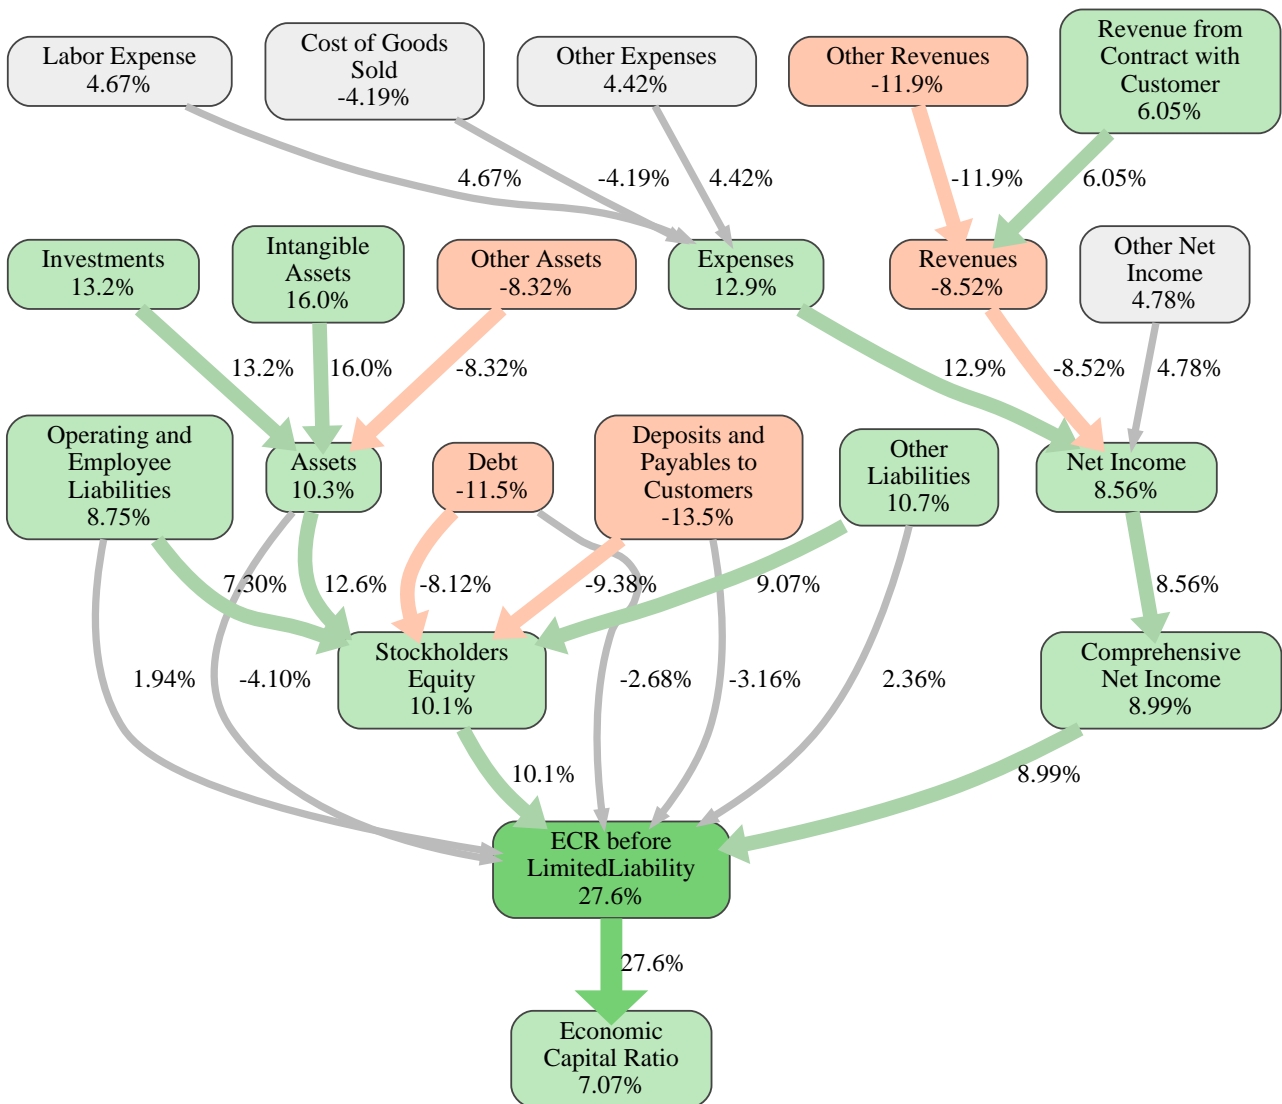 Labor Expense
4.67%
Cost of Goods
Sold
-4.19%
Other Expenses
4.42%
Other Revenues
-11.9%
Revenue from
Contract with
Customer
6.05%
4.67%
-4.19%
4.42%
-11.9%
6.05%
Investments
13.2%
Intangible
Assets
16.0%
Other Assets
-8.32%
Expenses
12.9%
Revenues
-8.52%
Other Net
Income
4.78%
13.2%
16.0%
-8.32%
12.9%
-8.52%
4.78%
Operating and
Employee
Liabilities
8.75%
Assets
10.3%
Debt
-11.5%
Deposits and
Payables to
Customers
-13.5%
Other
Liabilities
10.7%
Net Income
8.56%
7.30%
12.6%
-8.12%
-9.38%
9.07%
8.56%
Stockholders
Equity
10.1%
Comprehensive
Net Income
8.99%
1.94%
-4.10%
-2.68%
-3.16%
2.36%
10.1%
8.99%
ECR before
LimitedLiability
27.6%
27.6%
Economic
Capital Ratio
7.07%